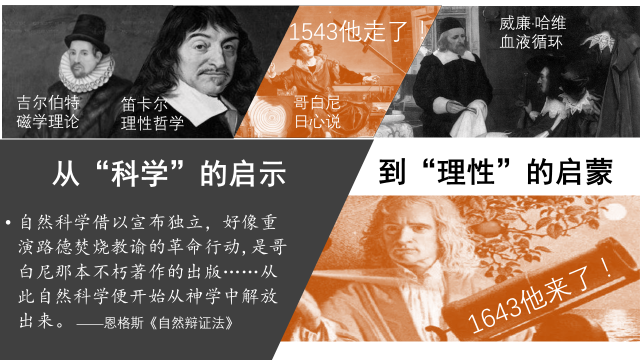 1543他走了！
威廉·哈维
血液循环
吉尔伯特
磁学理论
笛卡尔
理性哲学
哥白尼
日心说
从“科学”的启示
到“理性”的启蒙
• 自然科学借以宣布独立，好像重
演路德焚烧教谕的革命行动,是哥
白尼那本不朽著作的出版……从
此自然科学便开始从神学中解放
出来。 ——恩格斯《自然辩证法》
1643他来了！